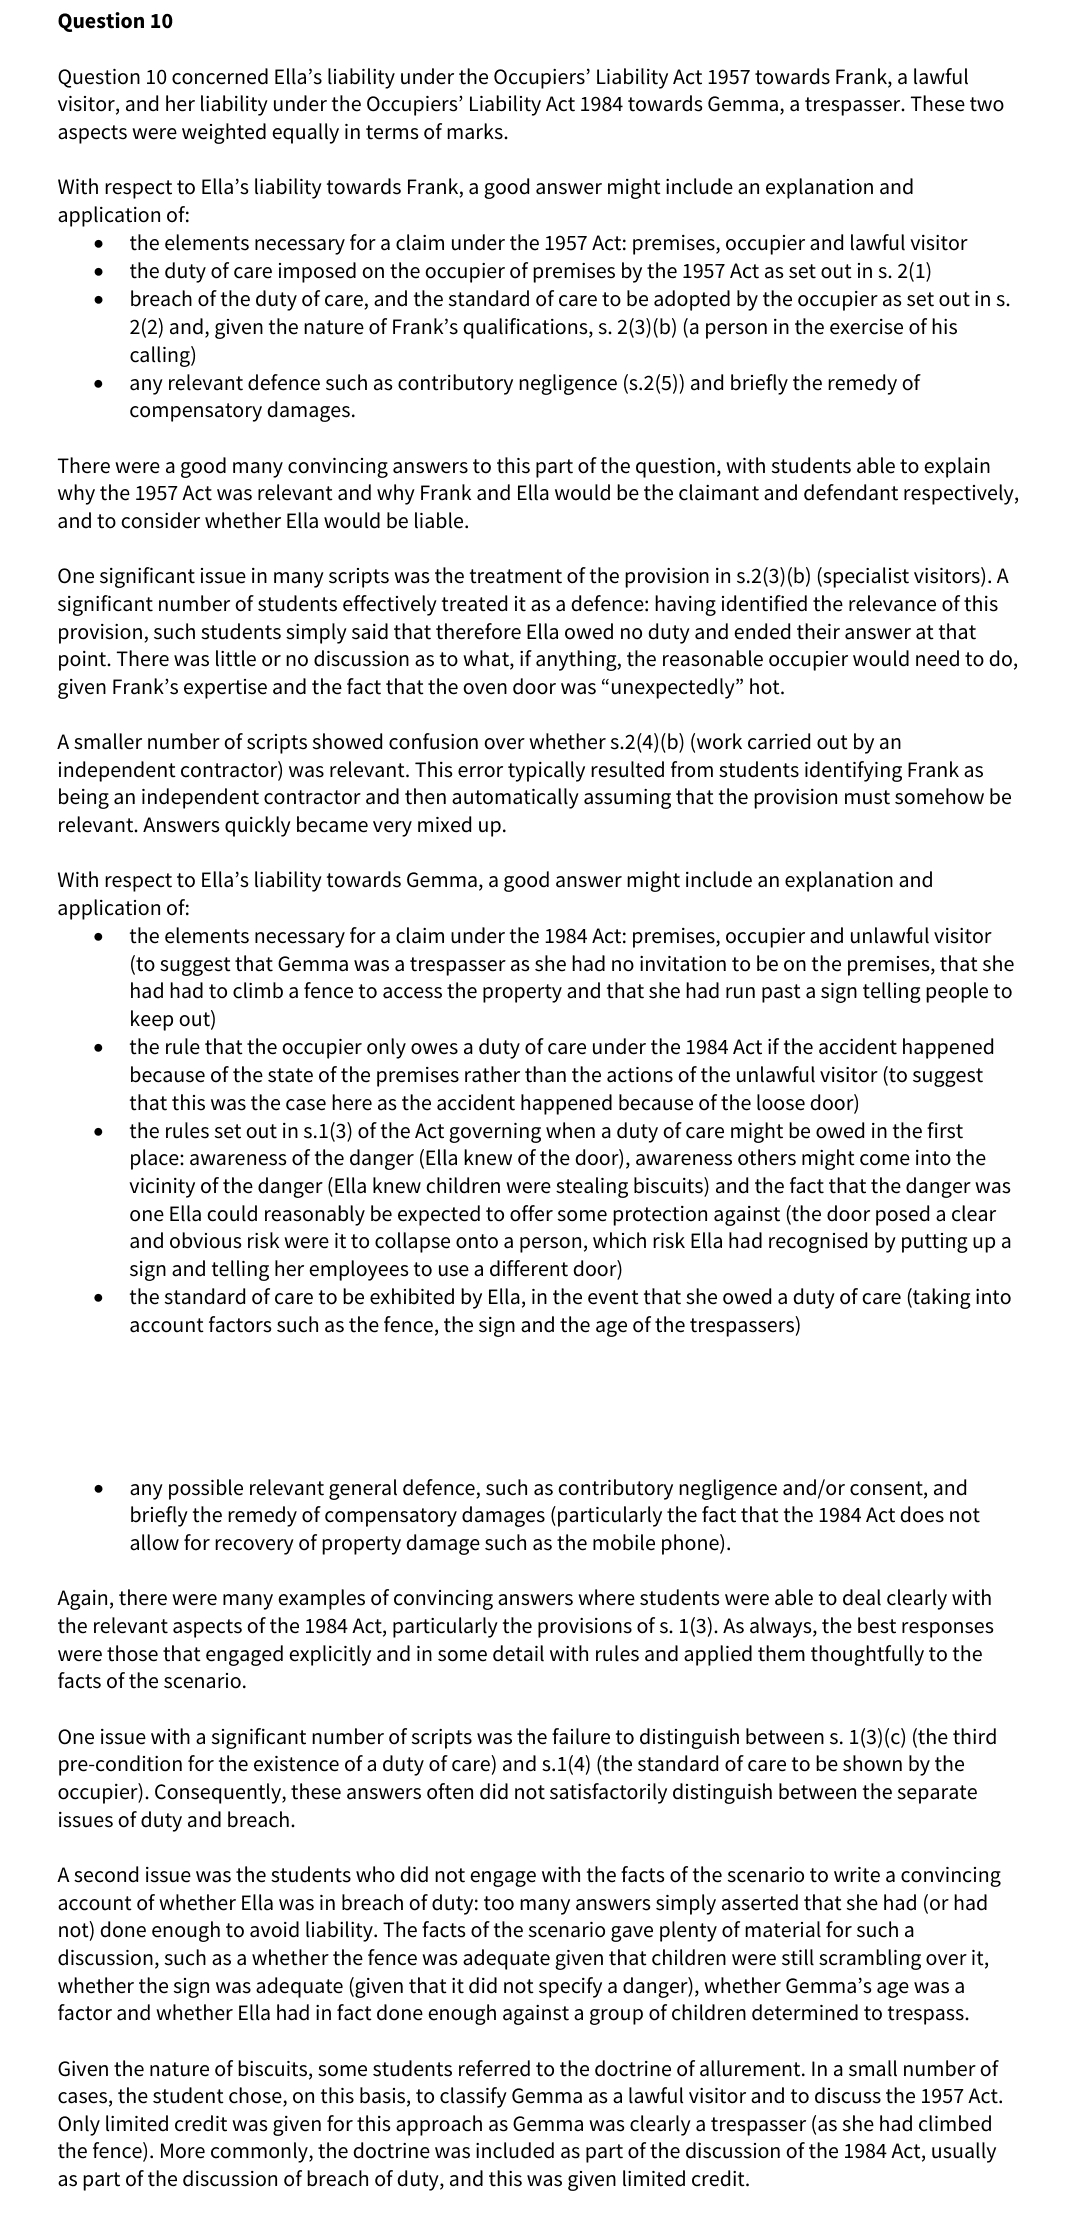 Question 10
Question 10 concerned Ella’s liability under the Occupiers’ Liability Act 1957 towards Frank, a lawful
visitor, and her liability under the Occupiers’ Liability Act 1984 towards Gemma, a trespasser. These two
aspects were weighted equally in terms of marks.
With respect to Ella’s liability towards Frank, a good answer might include an explanation and
application of:
• the elements necessary for a claim under the 1957 Act: premises, occupier and lawful visitor
• the duty of care imposed on the occupier of premises by the 1957 Act as set out in s. 2(1)
• breach of the duty of care, and the standard of care to be adopted by the occupier as set out in s.
2(2) and, given the nature of Frank’s qualifications, s. 2(3)(b) (a person in the exercise of his
calling)
• any relevant defence such as contributory negligence (s.2(5)) and briefly the remedy of
compensatory damages.
There were a good many convincing answers to this part of the question, with students able to explain
why the 1957 Act was relevant and why Frank and Ella would be the claimant and defendant respectively,
and to consider whether Ella would be liable.
One significant issue in many scripts was the treatment of the provision in s.2(3)(b) (specialist visitors). A
significant number of students effectively treated it as a defence: having identified the relevance of this
provision, such students simply said that therefore Ella owed no duty and ended their answer at that
point. There was little or no discussion as to what, if anything, the reasonable occupier would need to do,
given Frank’s expertise and the fact that the oven door was “unexpectedly” hot.
A smaller number of scripts showed confusion over whether s.2(4)(b) (work carried out by an
independent contractor) was relevant. This error typically resulted from students identifying Frank as
being an independent contractor and then automatically assuming that the provision must somehow be
relevant. Answers quickly became very mixed up.
With respect to Ella’s liability towards Gemma, a good answer might include an explanation and
application of:
• the elements necessary for a claim under the 1984 Act: premises, occupier and unlawful visitor
(to suggest that Gemma was a trespasser as she had no invitation to be on the premises, that she
had had to climb a fence to access the property and that she had run past a sign telling people to
keep out)
• the rule that the occupier only owes a duty of care under the 1984 Act if the accident happened
because of the state of the premises rather than the actions of the unlawful visitor (to suggest
that this was the case here as the accident happened because of the loose door)
• the rules set out in s.1(3) of the Act governing when a duty of care might be owed in the first
place: awareness of the danger (Ella knew of the door), awareness others might come into the
vicinity of the danger (Ella knew children were stealing biscuits) and the fact that the danger was
one Ella could reasonably be expected to offer some protection against (the door posed a clear
and obvious risk were it to collapse onto a person, which risk Ella had recognised by putting up a
sign and telling her employees to use a different door)
• the standard of care to be exhibited by Ella, in the event that she owed a duty of care (taking into
account factors such as the fence, the sign and the age of the trespassers)
• any possible relevant general defence, such as contributory negligence and/or consent, and
briefly the remedy of compensatory damages (particularly the fact that the 1984 Act does not
allow for recovery of property damage such as the mobile phone).
Again, there were many examples of convincing answers where students were able to deal clearly with
the relevant aspects of the 1984 Act, particularly the provisions of s. 1(3). As always, the best responses
were those that engaged explicitly and in some detail with rules and applied them thoughtfully to the
facts of the scenario.
One issue with a significant number of scripts was the failure to distinguish between s. 1(3)(c) (the third
pre-condition for the existence of a duty of care) and s.1(4) (the standard of care to be shown by the
occupier). Consequently, these answers often did not satisfactorily distinguish between the separate
issues of duty and breach.
A second issue was the students who did not engage with the facts of the scenario to write a convincing
account of whether Ella was in breach of duty: too many answers simply asserted that she had (or had
not) done enough to avoid liability. The facts of the scenario gave plenty of material for such a
discussion, such as a whether the fence was adequate given that children were still scrambling over it,
whether the sign was adequate (given that it did not specify a danger), whether Gemma’s age was a
factor and whether Ella had in fact done enough against a group of children determined to trespass.
Given the nature of biscuits, some students referred to the doctrine of allurement. In a small number of
cases, the student chose, on this basis, to classify Gemma as a lawful visitor and to discuss the 1957 Act.
Only limited credit was given for this approach as Gemma was clearly a trespasser (as she had climbed
the fence). More commonly, the doctrine was included as part of the discussion of the 1984 Act, usually
as part of the discussion of breach of duty, and this was given limited credit.